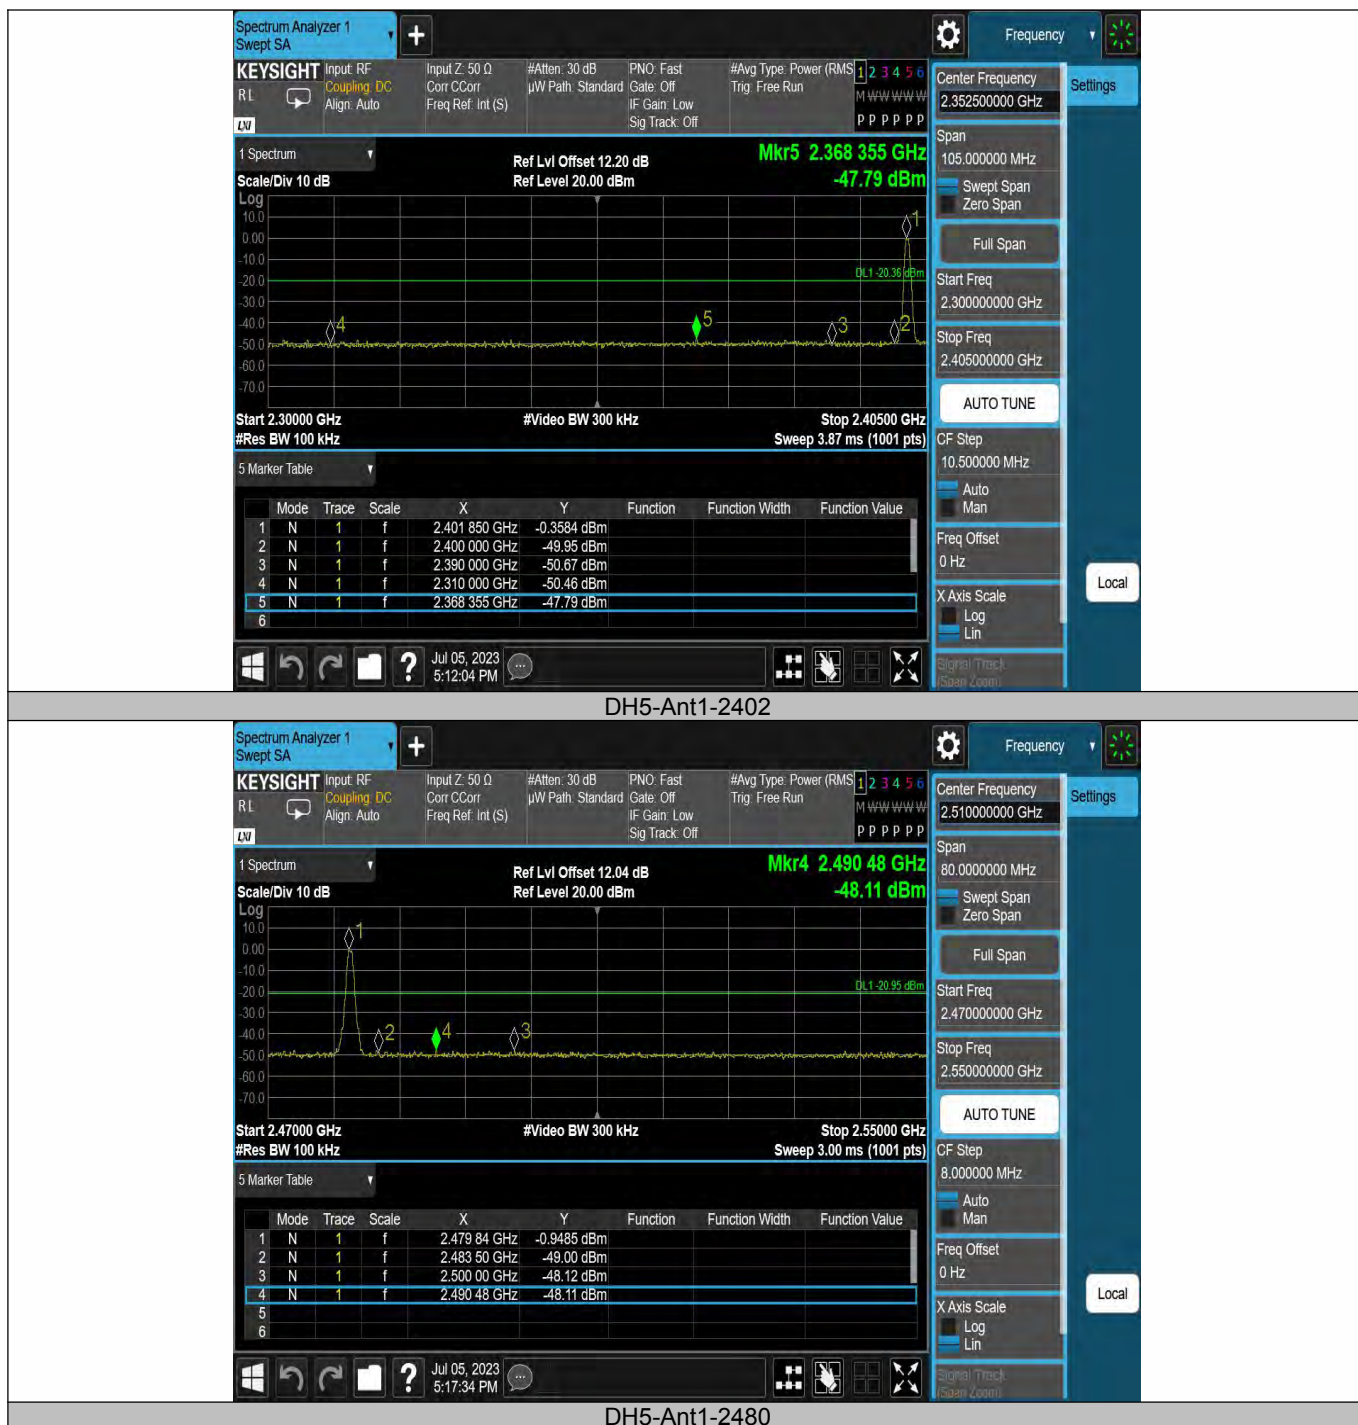 Spectrum Analyzer 1
Swept SA
Frequency
KEYSIGHT
RL
LXI
Input: RF
Coupling: DC
Align: Auto
Input Z: 50 Ω
Corr CCorr
Freq Ref: Int (S)
#Atten: 30 dB
µW Path: Standard
PNO: Fast
Gate: Off
IF Gain: Low
Sig Track: Off
#Avg Type: Power (RMS
Trig: Free Run
1 2 3 4 5 6
M W W W W W
P P P P P P
1 Spectrum
Scale/Div 10 dB
Ref Lvl Offset 12.20 dB
Ref Level 20.00 dBm
Mkr5 2.368 355 GHz
-47.79 dBm
Log
10.0
0.00
-10.0
-20.0
-30.0
-40.0
-50.0
-60.0
-70.0
1
DL1 -20.36 dBm
4
5
3
2
Start 2.30000 GHz
#Video BW 300 kHz
Stop 2.40500 GHz
#Res BW 100 kHz
Sweep 3.87 ms (1001 pts)
5 Marker Table
Mode Trace Scale X Y Function Function Width Function Value
1 N 1 f 2.401 850 GHz -0.3584 dBm
2 N 1 f 2.400 000 GHz -49.95 dBm
3 N 1 f 2.390 000 GHz -50.67 dBm
4 N 1 f 2.310 000 GHz -50.46 dBm
5 N 1 f 2.368 355 GHz -47.79 dBm
6
?
Jul 05, 2023
5:12:04 PM
Center Frequency
2.352500000 GHz
Settings
Span
105.000000 MHz
Swept Span
Zero Span
Full Span
Start Freq
2.300000000 GHz
Stop Freq
2.405000000 GHz
AUTO TUNE
CF Step
10.500000 MHz
Auto
Man
Freq Offset
0 Hz
Local
X Axis Scale
Log
Lin
Signal Track
(Span Zoom)
DH5-Ant1-2402
Spectrum Analyzer 1
Swept SA
Frequency
KEYSIGHT
RL
LXI
Input: RF
Coupling: DC
Align: Auto
Input Z: 50 Ω
Corr CCorr
Freq Ref: Int (S)
#Atten: 30 dB
µW Path: Standard
PNO: Fast
Gate: Off
IF Gain: Low
Sig Track: Off
#Avg Type: Power (RMS
Trig: Free Run
1 2 3 4 5 6
M W W W W W
P P P P P P
1 Spectrum
Scale/Div 10 dB
Ref Lvl Offset 12.04 dB
Ref Level 20.00 dBm
Mkr4 2.490 48 GHz
-48.11 dBm
Log
10.0
0.00
-10.0
-20.0
-30.0
-40.0
-50.0
-60.0
-70.0
1
DL1 -20.95 dBm
2
4
3
Start 2.47000 GHz
#Video BW 300 kHz
Stop 2.55000 GHz
#Res BW 100 kHz
Sweep 3.00 ms (1001 pts)
5 Marker Table
Mode Trace Scale X Y Function Function Width Function Value
1 N 1 f 2.479 84 GHz -0.9485 dBm
2 N 1 f 2.483 50 GHz -49.00 dBm
3 N 1 f 2.500 00 GHz -48.12 dBm
4 N 1 f 2.490 48 GHz -48.11 dBm
5
6
?
Jul 05, 2023
5:17:34 PM
Center Frequency
2.510000000 GHz
Settings
Span
80.0000000 MHz
Swept Span
Zero Span
Full Span
Start Freq
2.470000000 GHz
Stop Freq
2.550000000 GHz
AUTO TUNE
CF Step
8.000000 MHz
Auto
Man
Freq Offset
0 Hz
Local
X Axis Scale
Log
Lin
Signal Track
(Span Zoom)
DH5-Ant1-2480